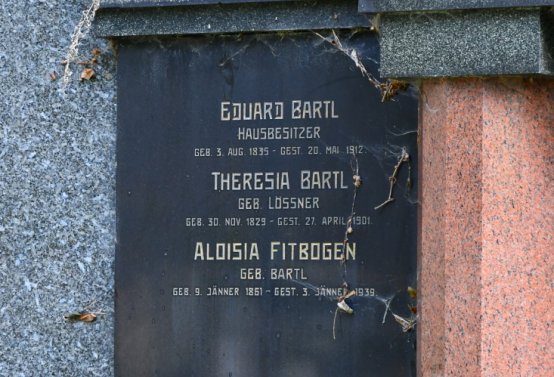 EDUARD BARTL
HAUSBESITZER
GEB. 3. AUG. 1835 - GEST. 20. MAI. 1912.
THERESIA BARTL
GEB. LÖSSNER
GEB. 30. NOV. 1829 - GEST. 27. APRIL 1901.
ALOISIA FITBOGEN
GEB. BARTL
GEB. 9. JÄNNER 1861 - GEST. 3. JÄNNER 1939